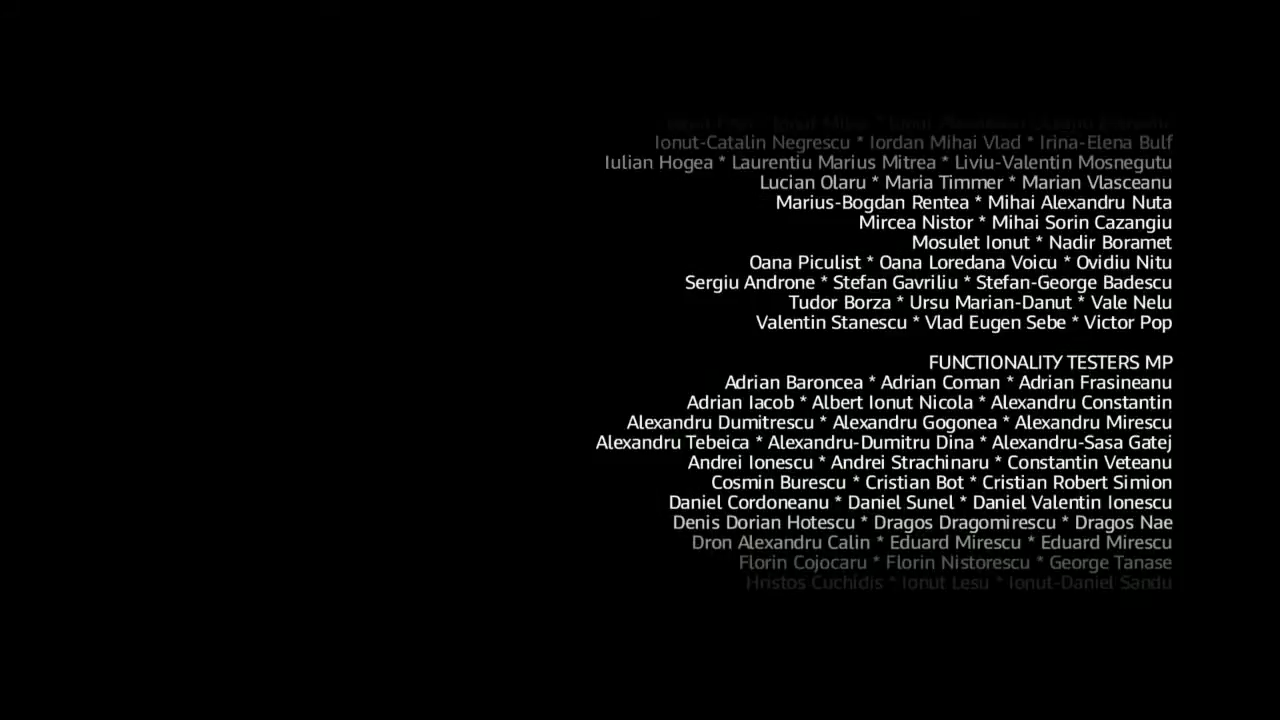 Ionut-Catalin Negrescu * Iordan Mihai Vlad * Irina-Elena Bulf
Iulian Hogea * Laurentiu Marius Mitrea * Liviu-Valentin Mosnegutu
Lucian Olaru * Maria Timmer * Marian Vlasceanu
Marius-Bogdan Rentea * Mihai Alexandru Nuta
Mircea Nistor * Mihai Sorin Cazangiu
Mosulet Ionut * Nadir Boramet
Oana Piculist * Oana Loredana Voicu * Ovidiu Nitu
Sergiu Androne * Stefan Gavriliu * Stefan-George Badescu
Tudor Borza * Ursu Marian-Danut * Vale Nelu
Valentin Stanescu * Vlad Eugen Sebe * Victor Pop
FUNCTIONALITY TESTERS MP
Adrian Baroncea * Adrian Coman * Adrian Frasineanu
Adrian Iacob * Albert Ionut Nicola * Alexandru Constantin
Alexandru Dumitrescu * Alexandru Gogonea * Alexandru Mirescu
Alexandru Tebeica * Alexandru-Dumitru Dina * Alexandru-Sasa Gatej
Andrei Ionescu * Andrei Strachinaru * Constantin Veteanu
Cosmin Burescu * Cristian Bot * Cristian Robert Simion
Daniel Cordoneanu * Daniel Sunel * Daniel Valentin Ionescu
Denis Dorian Hotescu * Dragos Dragomirescu * Dragos Nae
Dron Alexandru Calin * Eduard Mirescu * Eduard Mirescu
Florin Cojocaru * Florin Nistorescu * George Tanase
Hristos Cuchidis * Ionut Lesu * Ionut-Daniel Sandu